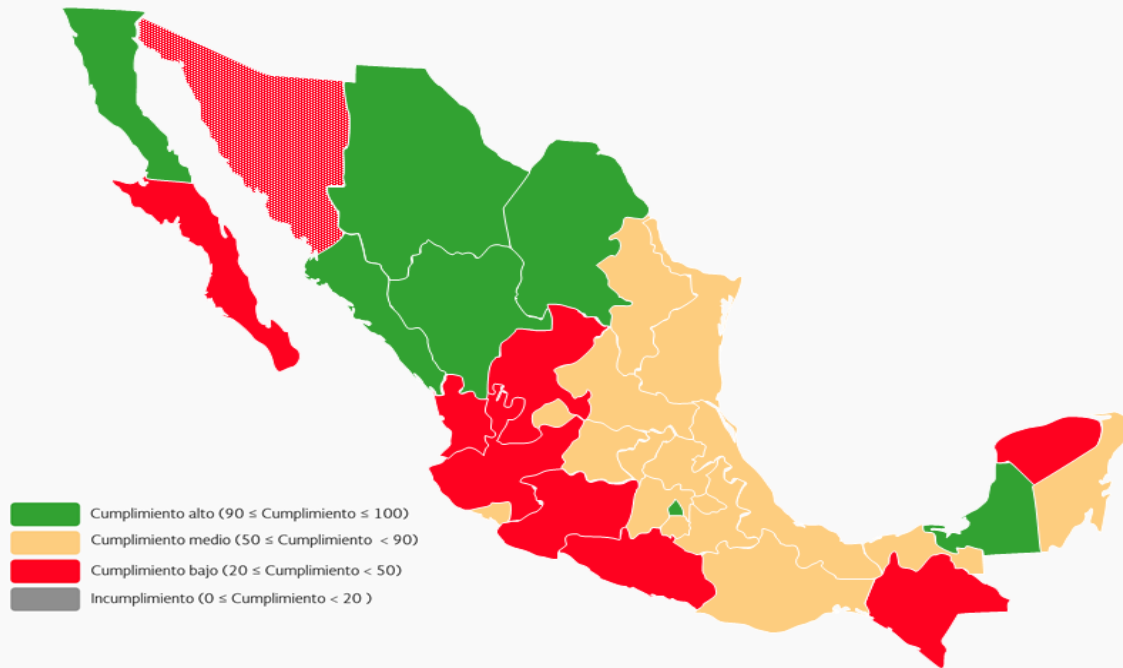 Cumplimiento alto (90 ≤ Cumplimiento ≤ 100)
Cumplimiento medio (50 ≤ Cumplimiento < 90)
Cumplimiento bajo (20 ≤ Cumplimiento < 50)
Incumplimiento (0 ≤ Cumplimiento < 20 )